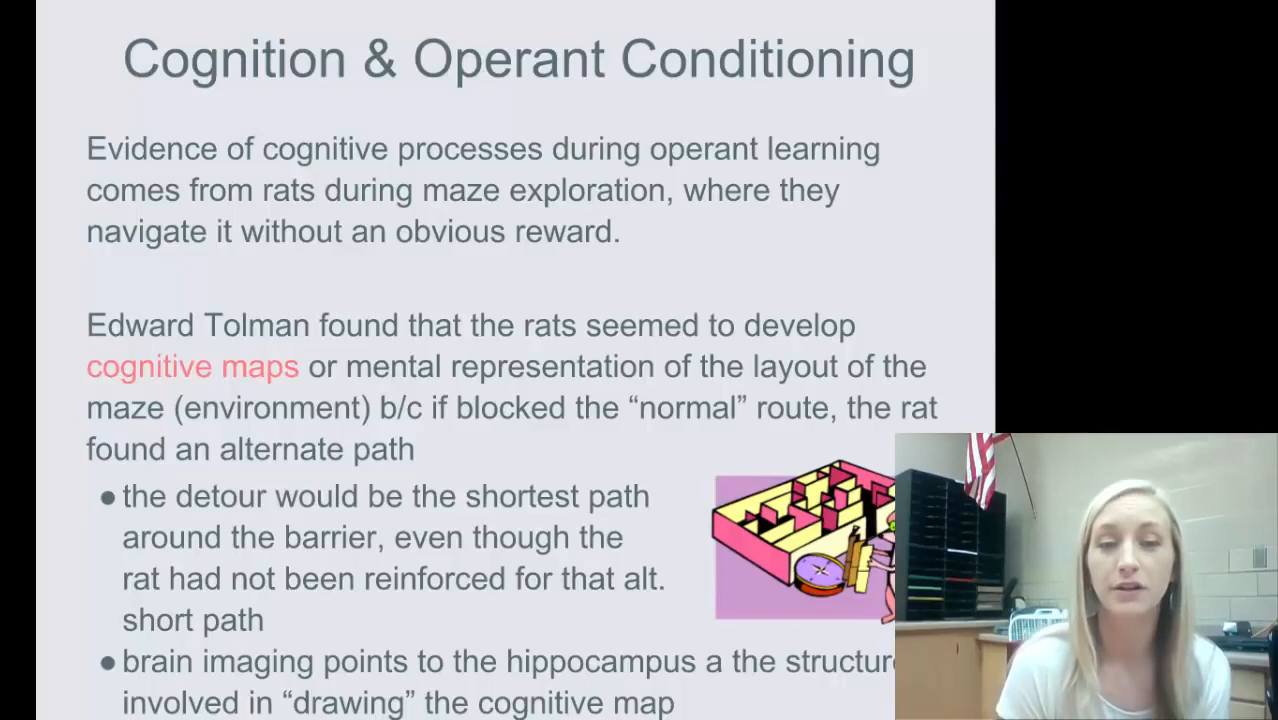 Cognition & Operant Conditioning
Evidence of cognitive processes during operant learning
comes from rats during maze exploration, where they
navigate it without an obvious reward.
Edward Tolman found that the rats seemed to develop
cognitive maps or mental representation of the layout of the
maze (environment) b/c if blocked the “normal” route, the rat
found an alternate path
● the detour would be the shortest path
around the barrier, even though the
rat had not been reinforced for that alt.
short path
● brain imaging points to the hippocampus a the structure
involved in “drawing” the cognitive map